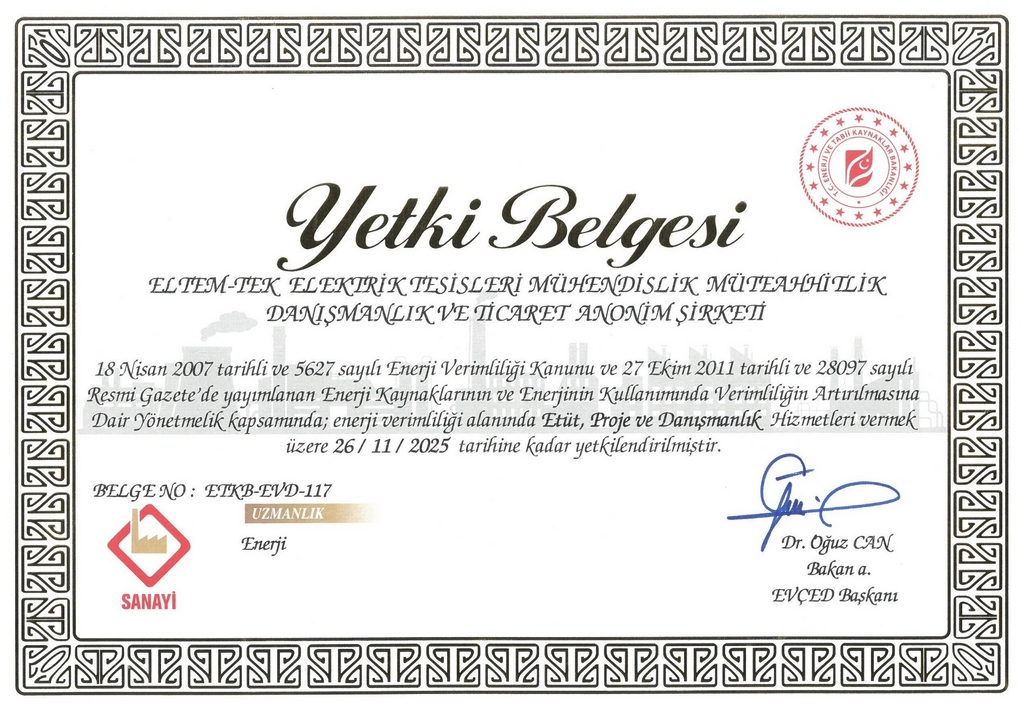 T.C. ENERJİ VE TABİİ KAYNAKLAR BAKANLIĞI
Yetki Belgesi
ELTEM-TEK ELEKTRİK TESİSLERİ MÜHENDİSLİK MÜTEAHHİTLİK
DANIŞMANLIK VE TİCARET ANONİM ŞİRKETİ
18 Nisan 2007 tarihli ve 5627 sayılı Enerji Verimliliği Kanunu ve 27 Ekim 2011 tarihli ve 28097 sayılı
Resmi Gazete'de yayımlanan Enerji Kaynaklarının ve Enerjinin Kullanımında Verimliliğin Artırılmasına
Dair Yönetmelik kapsamında; enerji verimliliği alanında Etüt, Proje ve Danışmanlık Hizmetleri vermek
üzere 26 / 11 / 2025 tarihine kadar yetkilendirilmiştir.
BELGE NO : ETKB-EVD-117
UZMANLIK
Enerji
SANAYİ
Dr. Oğuz CAN
Bakan a.
EVÇED Başkanı